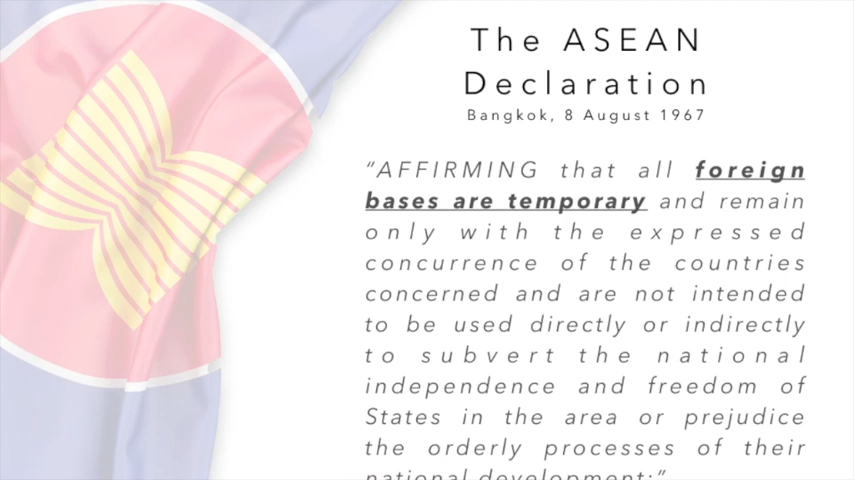 The ASEAN
Declaration
Bangkok, 8 August 1967
“AFFIRMING that all foreign
bases are temporary and remain
only with the expressed
concurrence of the countries
concerned and are not intended
to be used directly or indirectly
to subvert the national
independence and freedom of
States in the area or prejudice
the orderly processes of their
national development;”